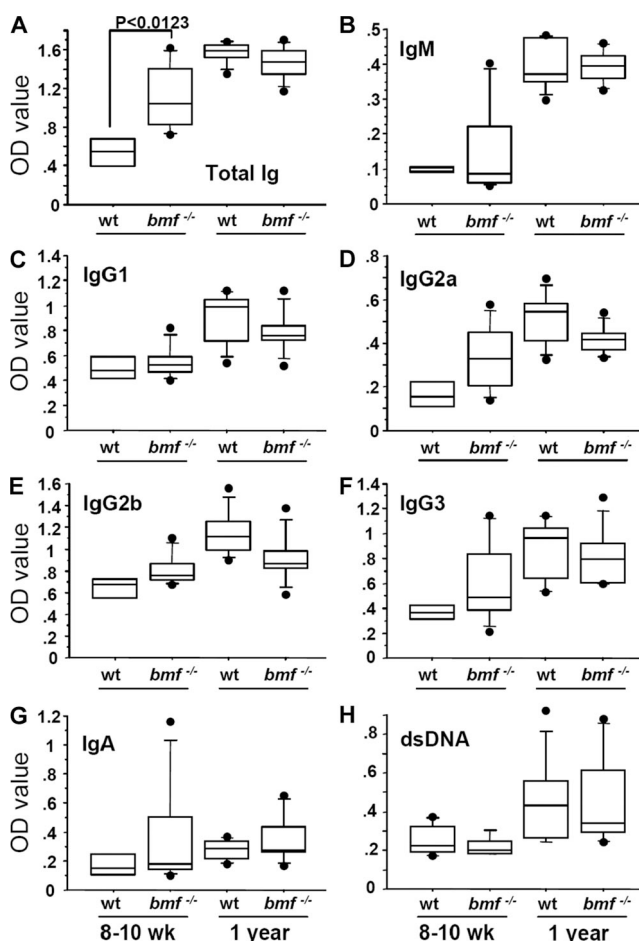 A
P<0.0123
OD value
1.6
1.2
.8
.4
0
Total Ig
wt bmf -/- wt bmf -/-
B
IgM
.5
.4
.3
.2
.1
0
wt bmf -/- wt bmf -/-
C
IgG1
OD value
1.4
1.2
1
.8
.6
.4
.2
0
wt bmf -/- wt bmf -/-
D
IgG2a
.8
.6
.4
.2
0
wt bmf -/- wt bmf -/-
E
IgG2b
OD value
1.6
1.4
1.2
1
0.8
0.6
.4
.2
0
wt bmf -/- wt bmf -/-
F
IgG3
1.4
1.2
1
.8
.6
.4
.2
0
wt bmf -/- wt bmf -/-
G
IgA
OD value
1.2
1
.8
.6
.4
.2
0
wt bmf -/- wt bmf -/-
8-10 wk 1 year
H
dsDNA
.8
.6
.4
.2
0
wt bmf -/- wt bmf -/-
8-10 wk 1 year